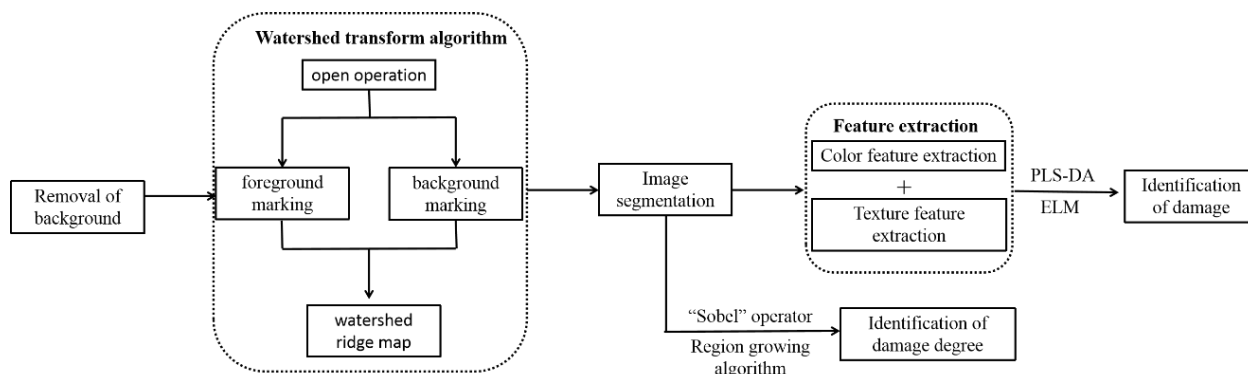 Watershed transform algorithm
open operation
foreground
marking
background
marking
watershed
ridge map
Removal of
background
Image
segmentation
Feature extraction
Color feature extraction
+
Texture feature
extraction
PLS-DA
ELM
Identification
of damage
“Sobel” operator
Region growing
algorithm
Identification of
damage degree